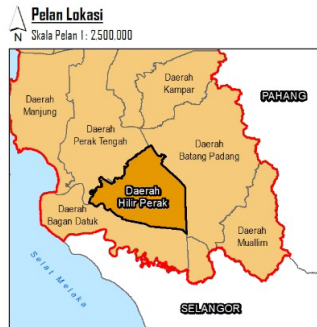 Pelan Lokasi
Skala Pelan 1 : 2,500,000
N
Daerah
Kampar
PAHANG
Daerah
Manjung
Daerah
Perak Tengah
Daerah
Batang Padang
Daerah
Hilir Perak
Daerah
Bagan Datuk
Daerah
Muallim
Selat Melaka
SELANGOR